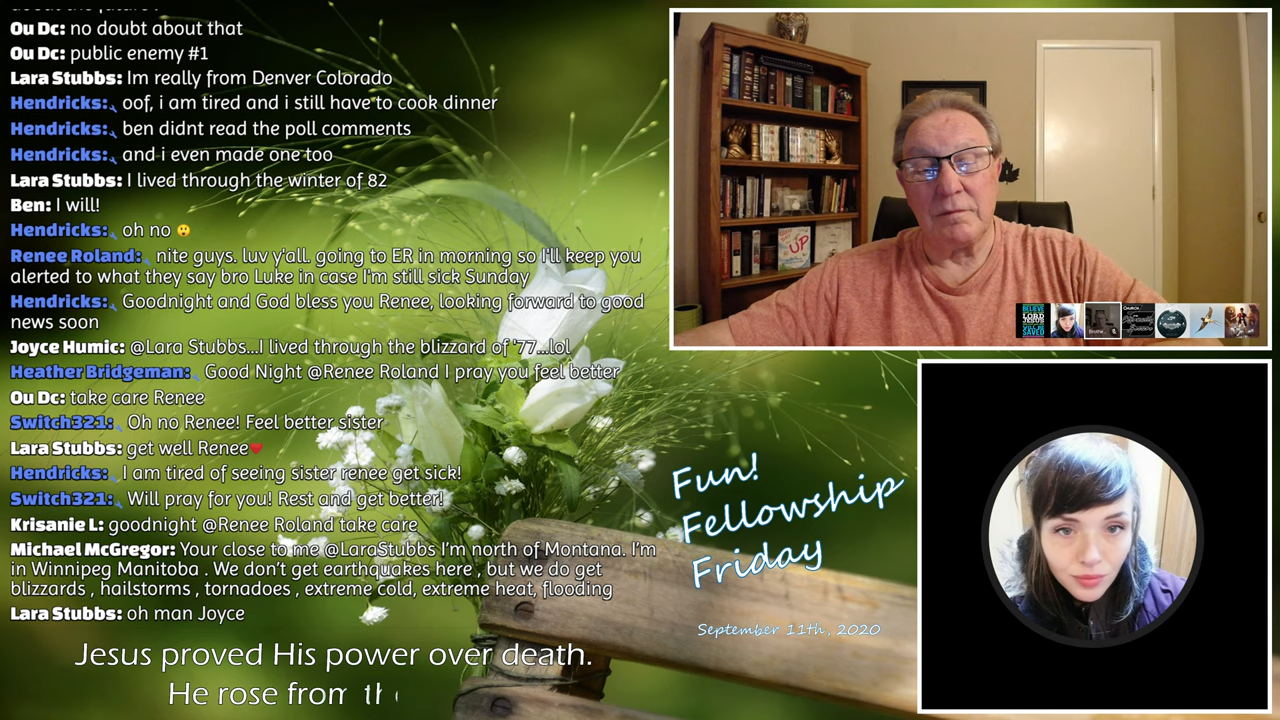 Ou Dc: no doubt about that
Ou Dc: public enemy #1
Lara Stubbs: Im really from Denver Colorado
Hendricks: oof, i am tired and i still have to cook dinner
Hendricks: ben didnt read the poll comments
Hendricks: and i even made one too
Lara Stubbs: I lived through the winter of 82
Ben: I will!
Hendricks: oh no 😲
Renee Roland: nite guys. luv y'all. going to ER in morning so I'll keep you
alerted to what they say bro Luke in case I'm still sick Sunday
Hendricks: Goodnight and God bless you Renee, looking forward to good
news soon
Joyce Humic: @Lara Stubbs...I lived through the blizzard of '77...lol
Heather Bridgeman: Good Night @Renee Roland I pray you feel better
Ou Dc: take care Renee
Switch321: Oh no Renee! Feel better sister
Lara Stubbs: get well Renee❤
Hendricks: I am tired of seeing sister renee get sick!
Switch321: Will pray for you! Rest and get better!
Krisanie L: goodnight @Renee Roland take care
Michael McGregor: Your close to me @LaraStubbs I'm north of Montana. I'm
in Winnipeg Manitoba . We don't get earthquakes here , but we do get
blizzards , hailstorms , tornadoes , extreme cold, extreme heat, flooding
Lara Stubbs: oh man Joyce
Jesus proved His power over death.
He rose from th
UP
BELIEVE
LORD
JESUS
SAVED
CHURCH
Fun!
Fellowship
Friday
September 11th, 2020